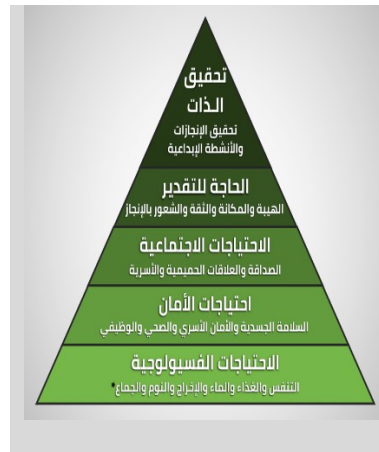 تحقيق
الـذات
تحقيق الإنجازات
والأنشطة الإبداعية
الحاجة للتقدير
الهيبة والمكانة والثقة والشعور بالإنجاز
الاحتياجات الاجتماعية
الصداقة والعلاقات الحميمية والأسرية
احتياجات الأمان
السلامة الجسدية والأمان الأسري والصحي والوظيفي
الاحتياجات الفسيولوجية
التنفس والغذاء والماء والإخراج والنوم والجماع*